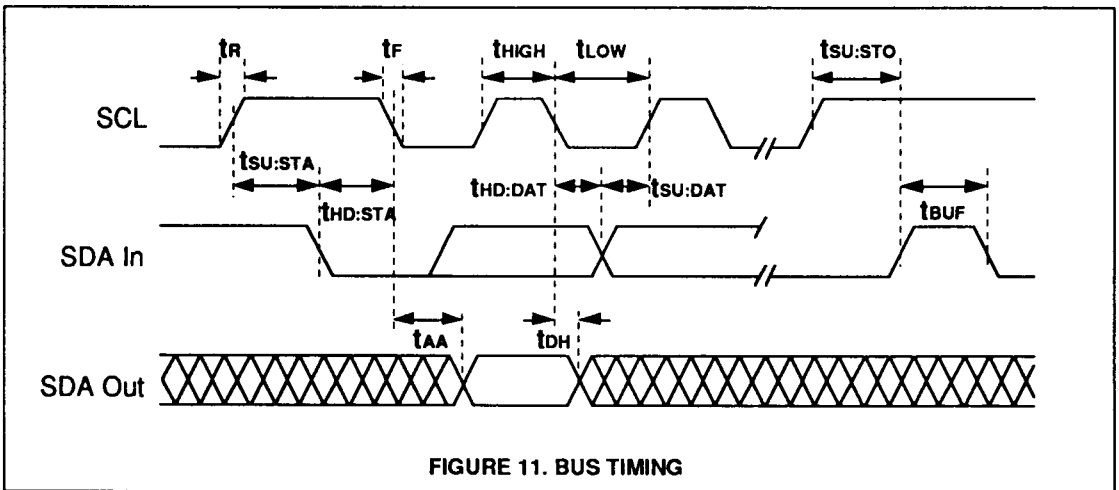 tR tF tHIGH tLOW tSU:STO
SCL
tSU:STA tHD:DAT tSU:DAT
tHD:STA tBUF
SDA In
tAA tDH
SDA Out
FIGURE 11. BUS TIMING